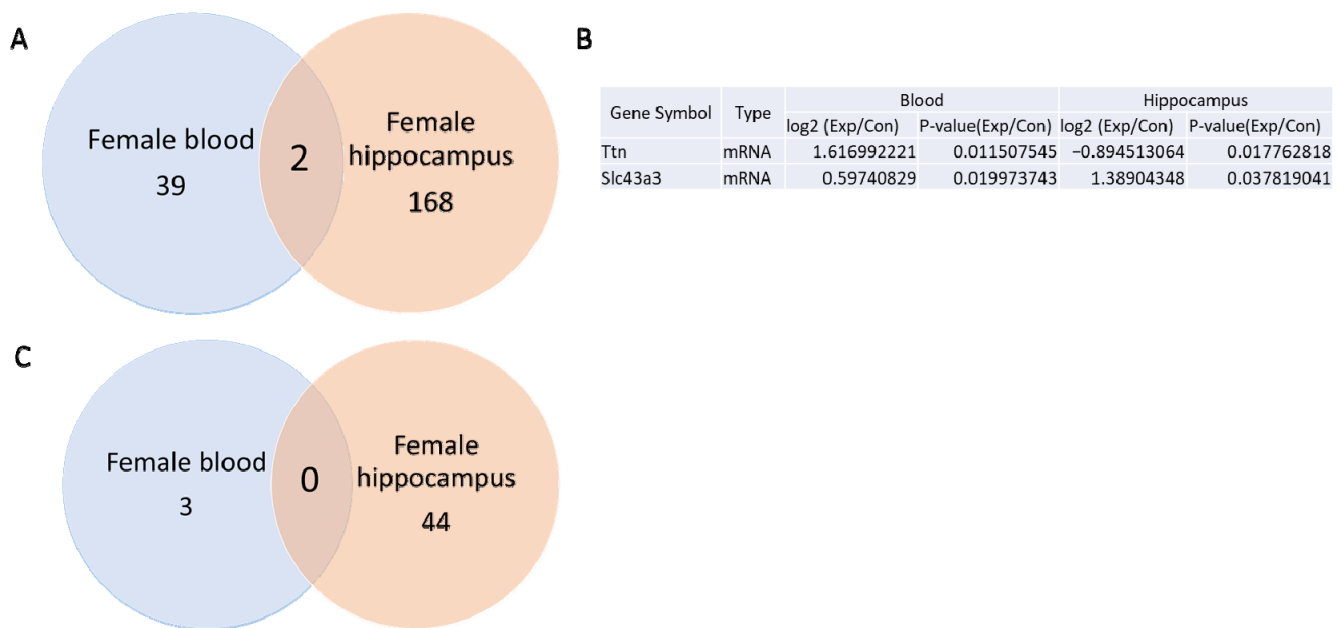 A
Female blood
39
2
Female
hippocampus
168
B
Gene Symbol Type Blood Hippocampus
log2 (Exp/Con) P-value(Exp/Con) log2 (Exp/Con) P-value(Exp/Con)
Ttn mRNA 1.616992221 0.011507545 −0.894513064 0.017762818
Slc43a3 mRNA 0.59740829 0.019973743 1.38904348 0.037819041
C
Female blood
3
0
Female
hippocampus
44